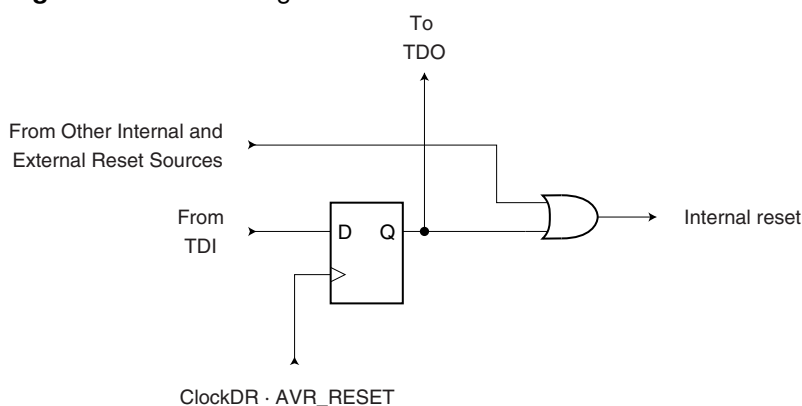 To
TDO
From Other Internal and
External Reset Sources
From
TDI
D Q
Internal reset
ClockDR · AVR_RESET